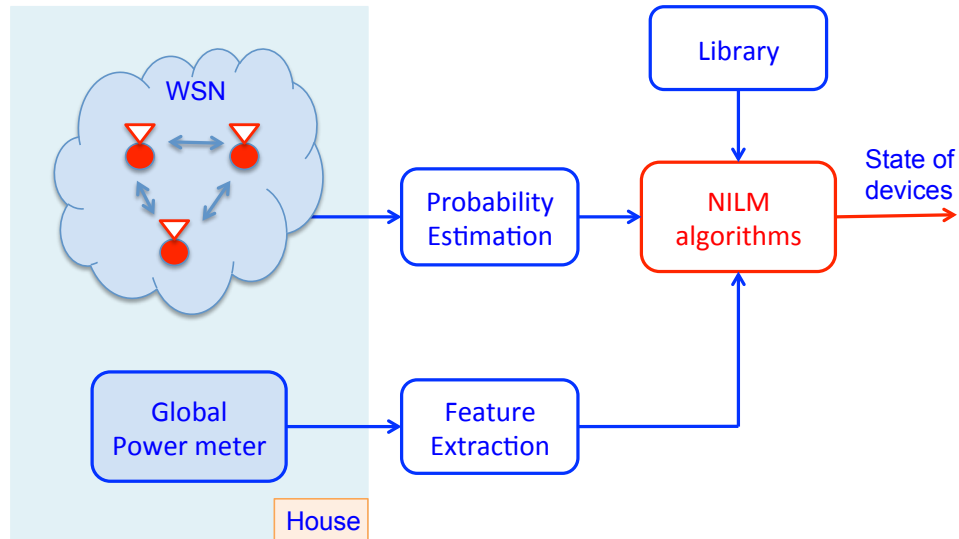 WSN
Library
State of
devices
Probability
Estimation
NILM
algorithms
Global
Power meter
Feature
Extraction
House